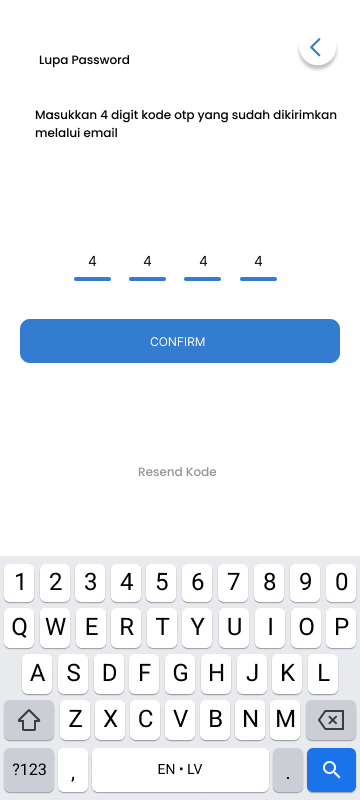 Lupa Password
Masukkan 4 digit kode otp yang sudah dikirimkan
melalui email
4 4 4 4
CONFIRM
Resend Kode
1 2 3 4 5 6 7 8 9 0
Q W E R T Y U I O P
A S D F G H J K L
Z X C V B N M
?123 , EN • LV .